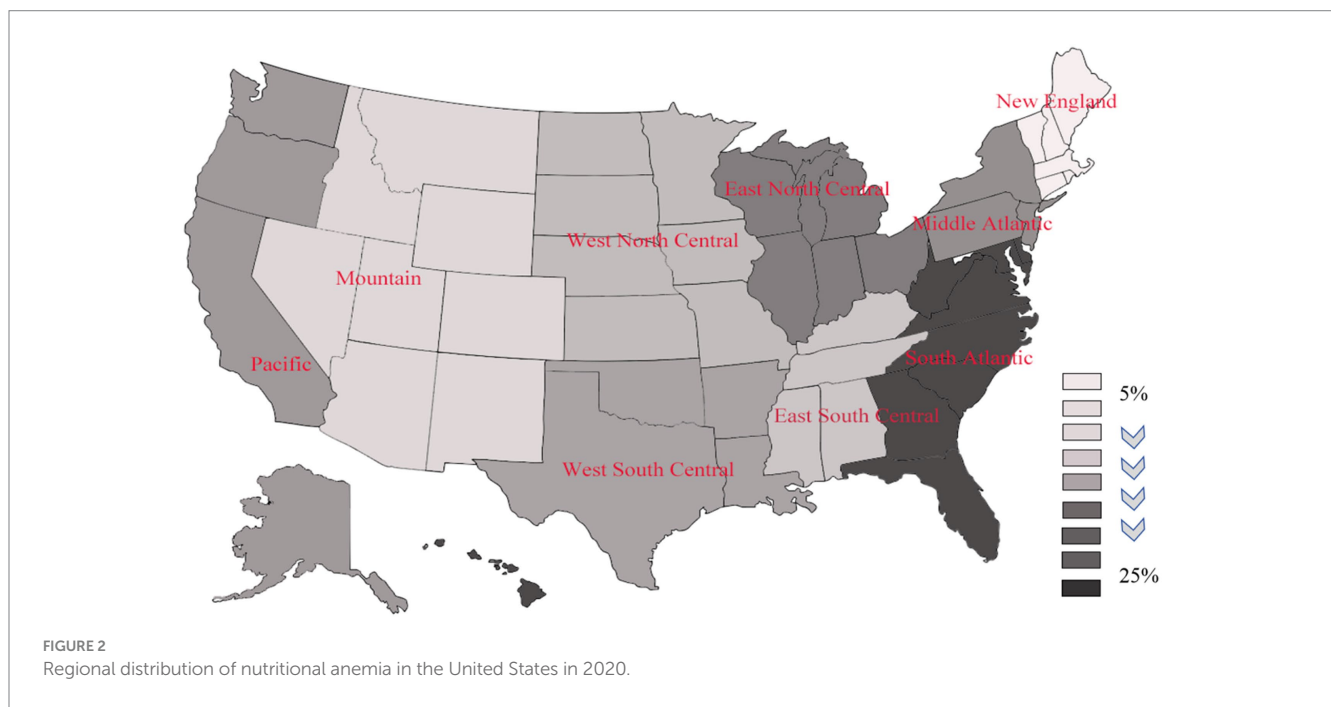 New England
East North Central
Middle Atlantic
West North Central
Mountain
Pacific
South Atlantic
East South Central
West South Central
5%
25%
FIGURE 2
Regional distribution of nutritional anemia in the United States in 2020.